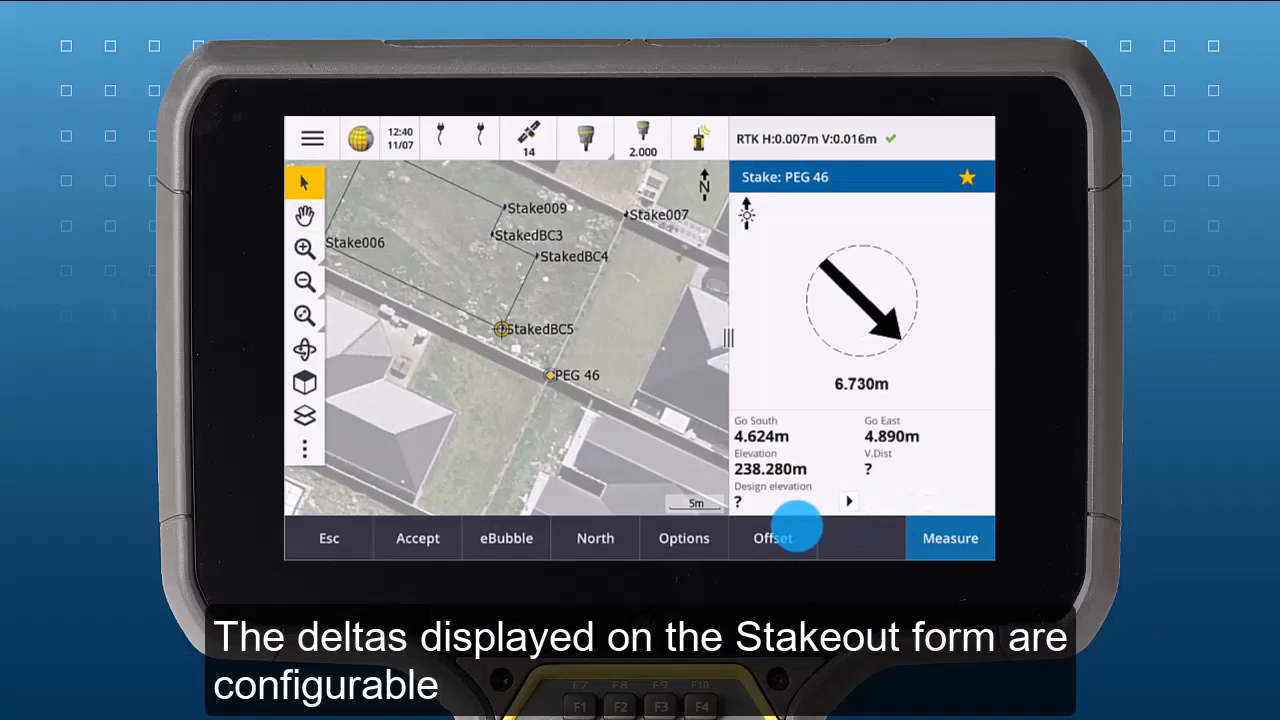 12:40
11/07
14
2.000
RTK H:0.007m V:0.016m
Stake: PEG 46
N
Stake009
Stake007
StakedBC3
Stake006
StakedBC4
StakedBC5
PEG 46
5m
6.730m
Go South
Go East
4.624m
4.890m
Elevation
V.Dist
238.280m
?
Design elevation
?
Esc
Accept
eBubble
North
Options
Offset
Measure
The deltas displayed on the Stakeout form are
configurable
F7 F8 F9 F10
F1 F2 F3 F4